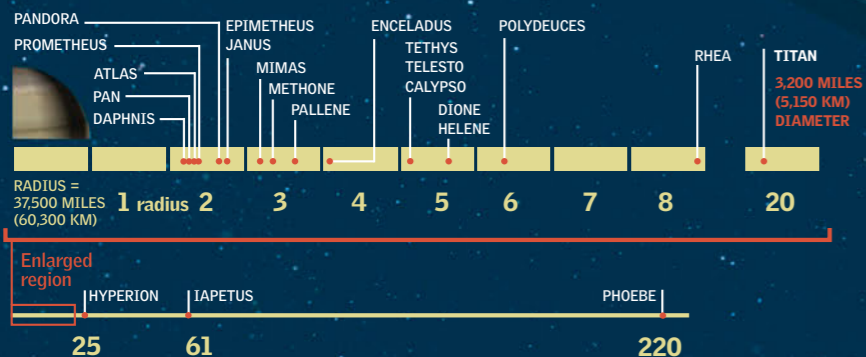 PANDORA
PROMETHEUS
ATLAS
PAN
DAPHNIS
EPIMETHEUS
JANUS
MIMAS
METHONE
PALLENE
ENCELADUS
TETHYS
TELESTO
CALYPSO
DIONE
HELENE
POLYDEUCES
RHEA
TITAN
3,200 MILES
(5,150 KM)
DIAMETER
RADIUS =
37,500 MILES
(60,300 KM)
1 radius 2 3 4 5 6 7 8 20
Enlarged
region
HYPERION IAPETUS PHOEBE
25 61 220